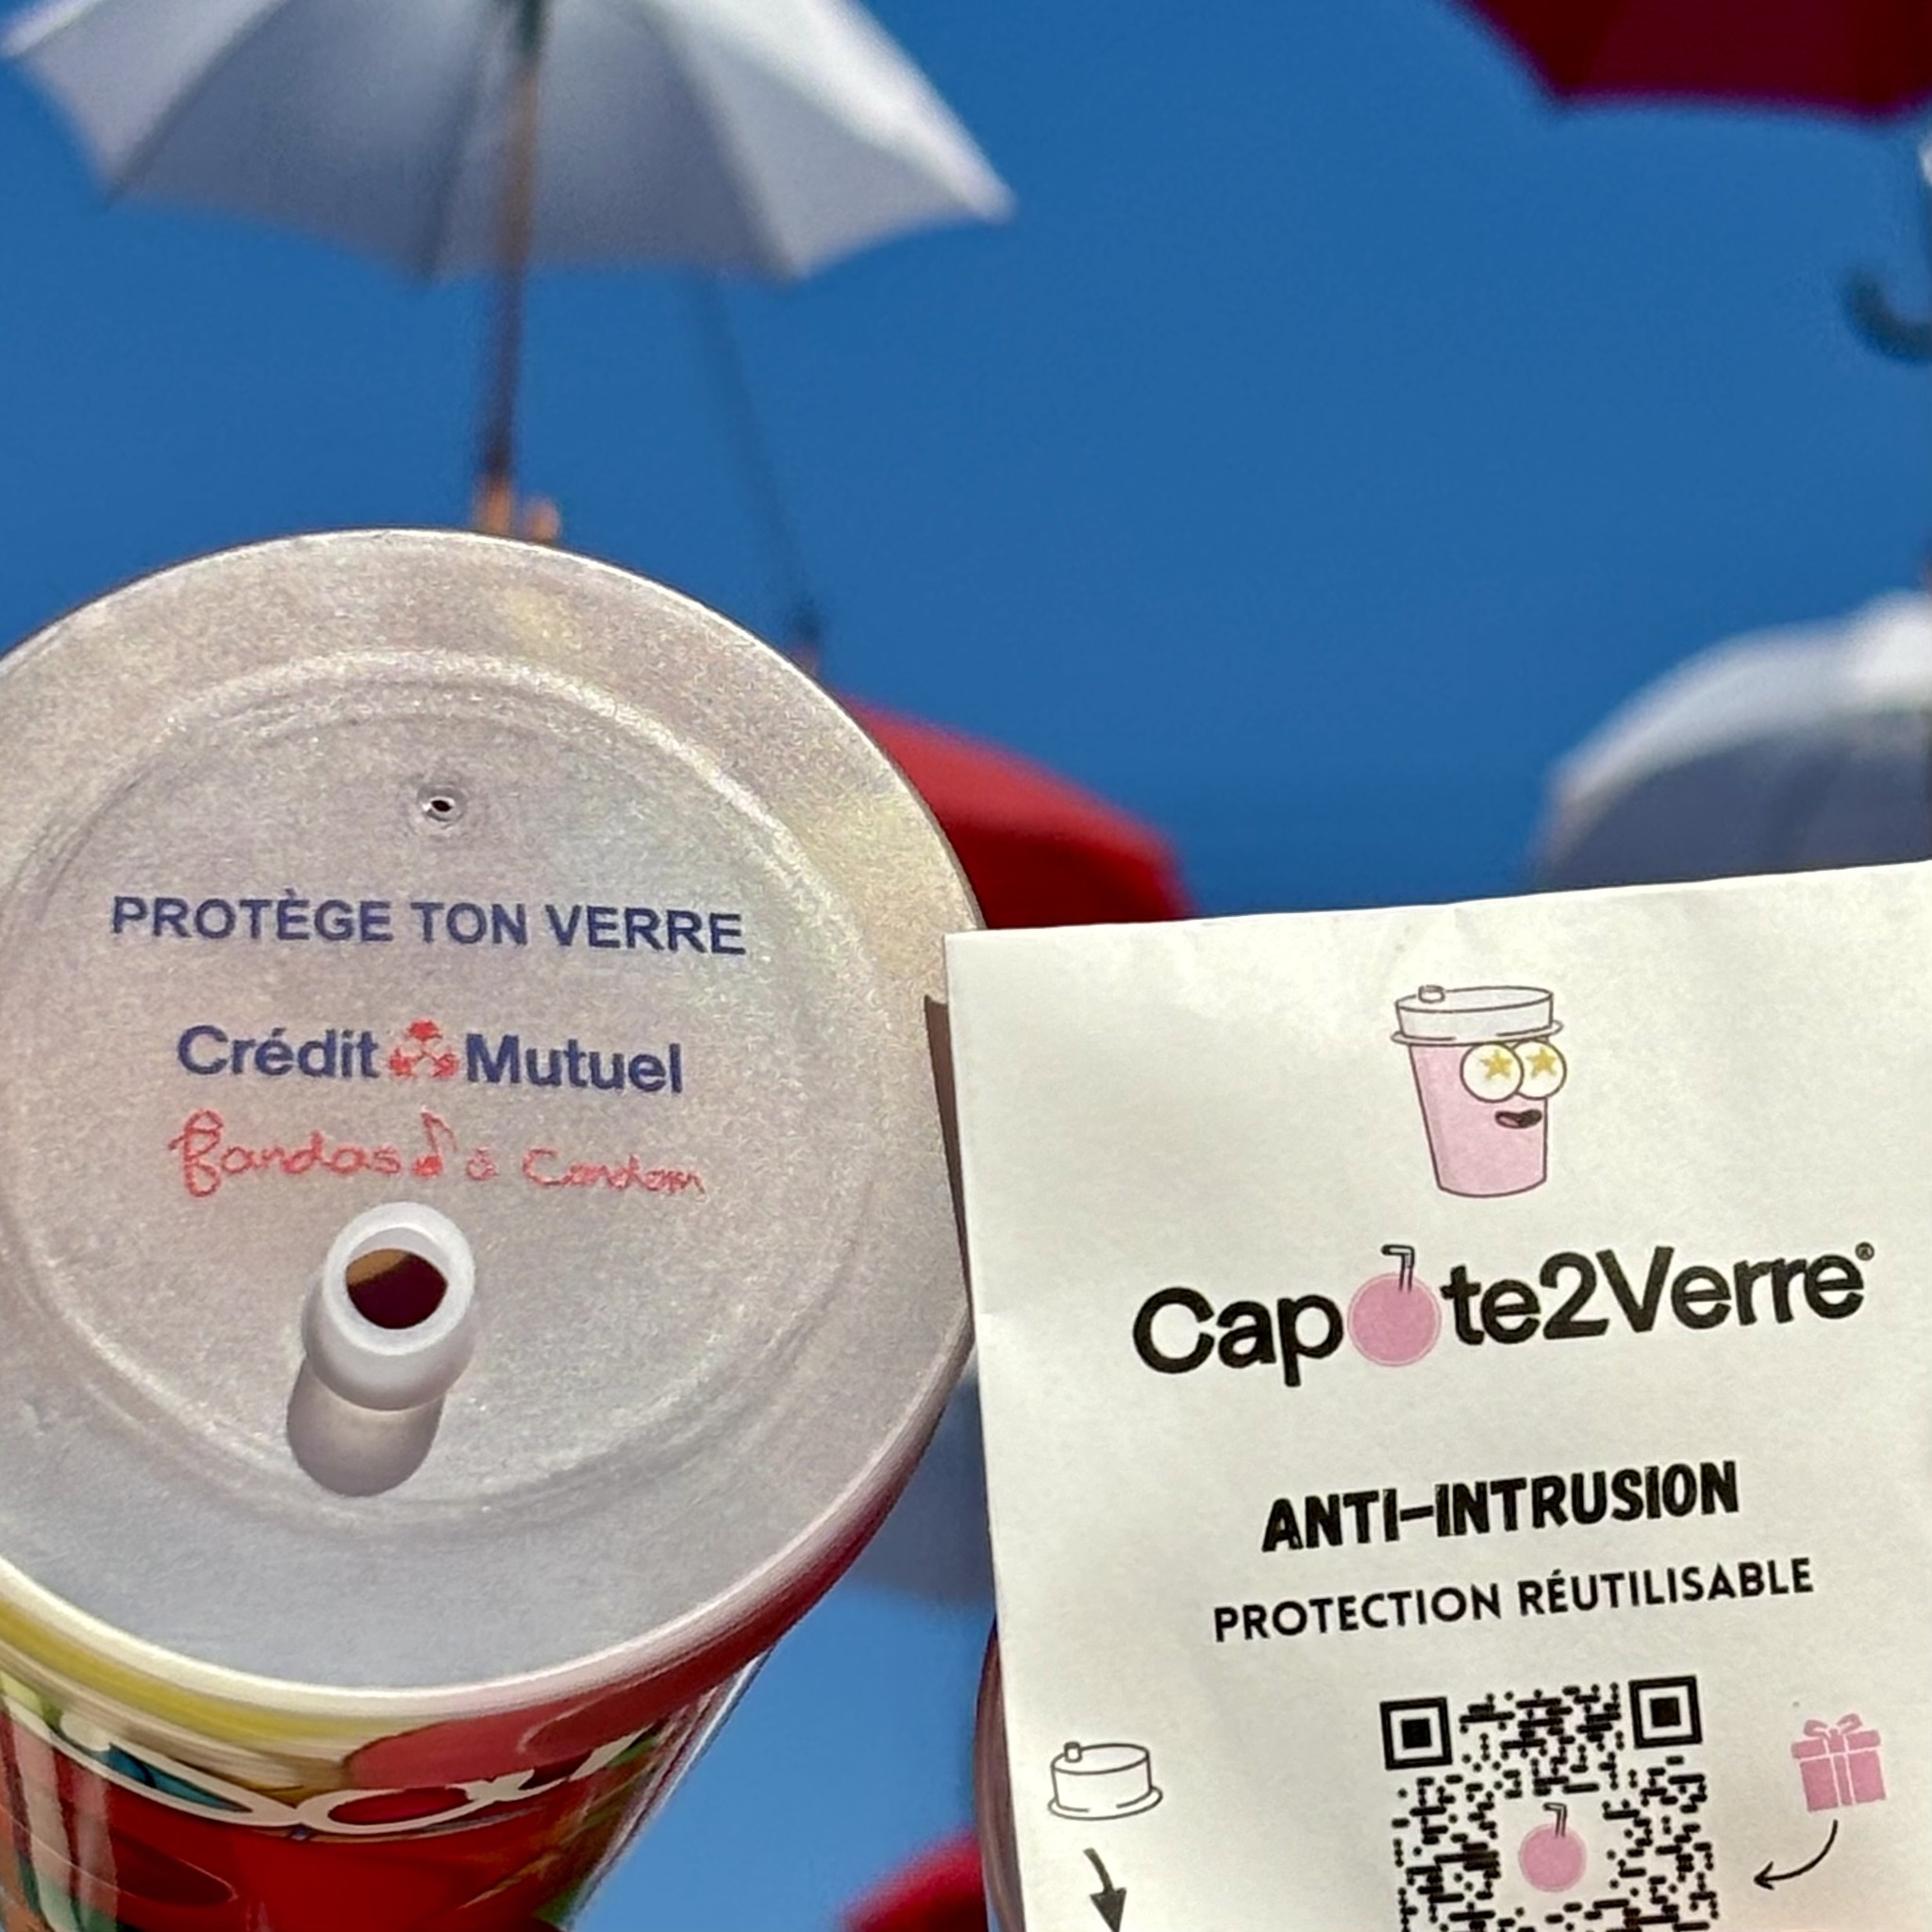 PROTÈGE TON VERRE
Crédit Mutuel
Bandas à Condom
Capote2Verre®
ANTI-INTRUSION
PROTECTION RÉUTILISABLE